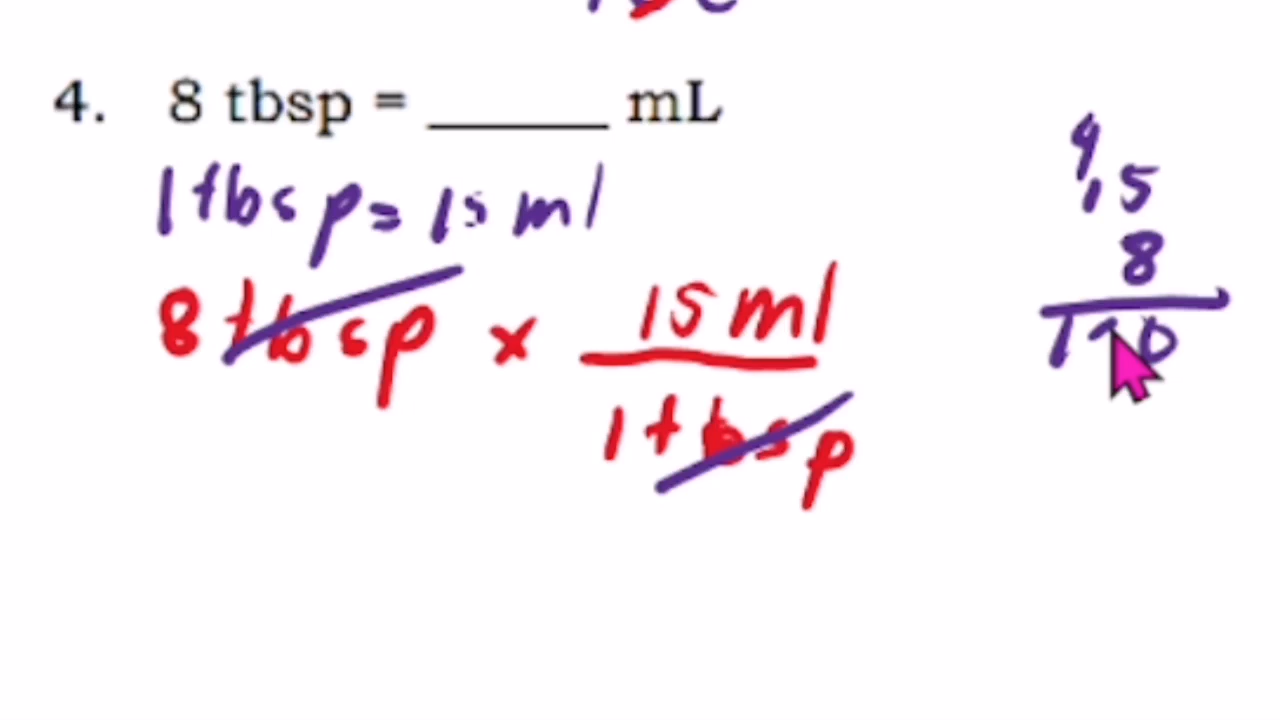 4. 8 tbsp = ______ mL
1 tbsp = 15 ml
8 tbsp x 15 ml
1 tbsp
4
15
8